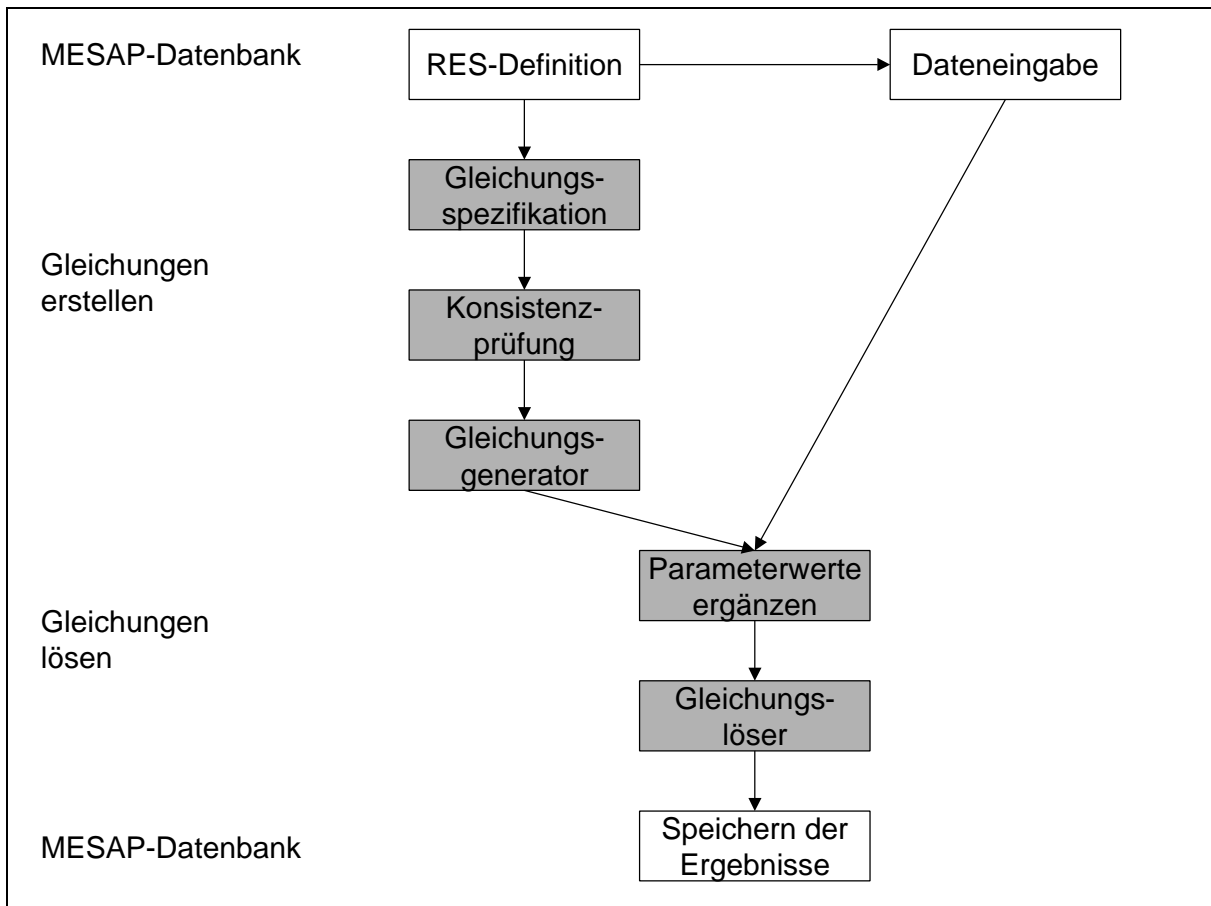 MESAP-Datenbank
RES-Definition
Dateneingabe
Gleichungs-
spezifikation
Gleichungen
erstellen
Konsistenz-
prüfung
Gleichungs-
generator
Parameterwerte
ergänzen
Gleichungen
lösen
Gleichungs-
löser
MESAP-Datenbank
Speichern der
Ergebnisse